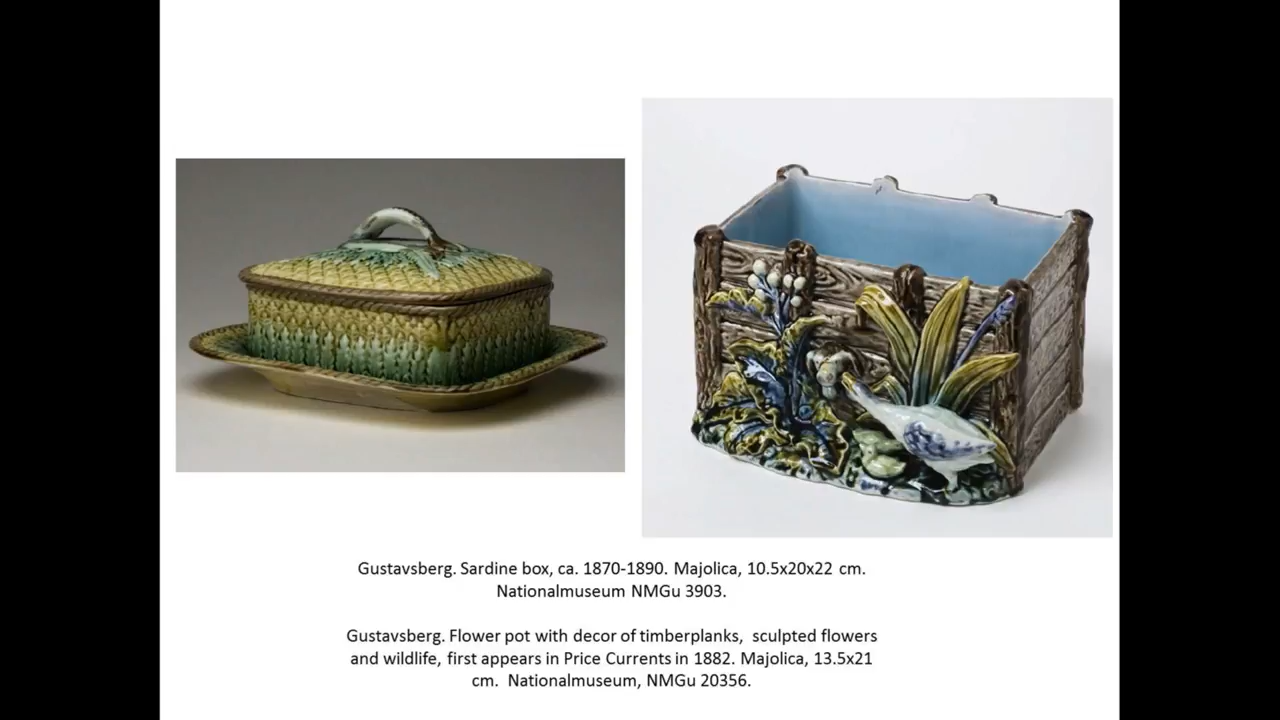 Gustavsberg. Sardine box, ca. 1870-1890. Majolica, 10.5x20x22 cm.
Nationalmuseum NMGu 3903.
Gustavsberg. Flower pot with decor of timberplanks, sculpted flowers
and wildlife, first appears in Price Currents in 1882. Majolica, 13.5x21
cm. Nationalmuseum, NMGu 20356.